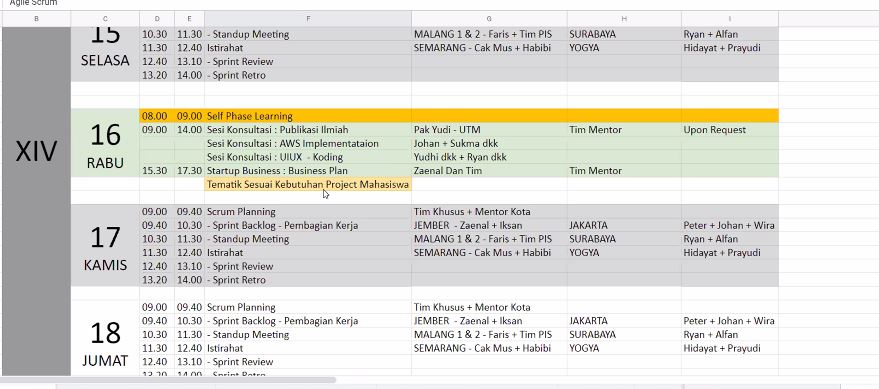 Agile Scrum
B C D E F G H I
XIV
15
SELASA
10.30 11.30 - Standup Meeting MALANG 1 & 2 - Faris + Tim PIS SURABAYA Ryan + Alfan
11.30 12.40 Istirahat SEMARANG - Cak Mus + Habibi YOGYA Hidayat + Prayudi
12.40 13.10 - Sprint Review
13.20 14.00 - Sprint Retro
16
RABU
08.00 09.00 Self Phase Learning
09.00 14.00 Sesi Konsultasi : Publikasi Ilmiah Pak Yudi - UTM Tim Mentor Upon Request
Sesi Konsultasi : AWS Implementataion Johan + Sukma dkk
Sesi Konsultasi : UIUX - Koding Yudhi dkk + Ryan dkk
15.30 17.30 Startup Business : Business Plan Zaenal Dan Tim Tim Mentor
Tematik Sesuai Kebutuhan Project Mahasiswa
17
KAMIS
09.00 09.40 Scrum Planning Tim Khusus + Mentor Kota
09.40 10.30 - Sprint Backlog - Pembagian Kerja JEMBER - Zaenal + Iksan JAKARTA Peter + Johan + Wira
10.30 11.30 - Standup Meeting MALANG 1 & 2 - Faris + Tim PIS SURABAYA Ryan + Alfan
11.30 12.40 Istirahat SEMARANG - Cak Mus + Habibi YOGYA Hidayat + Prayudi
12.40 13.10 - Sprint Review
13.20 14.00 - Sprint Retro
18
JUMAT
09.00 09.40 Scrum Planning Tim Khusus + Mentor Kota
09.40 10.30 - Sprint Backlog - Pembagian Kerja JEMBER - Zaenal + Iksan JAKARTA Peter + Johan + Wira
10.30 11.30 - Standup Meeting MALANG 1 & 2 - Faris + Tim PIS SURABAYA Ryan + Alfan
11.30 12.40 Istirahat SEMARANG - Cak Mus + Habibi YOGYA Hidayat + Prayudi
12.40 13.10 - Sprint Review
13.20 14.00 - Sprint Retro